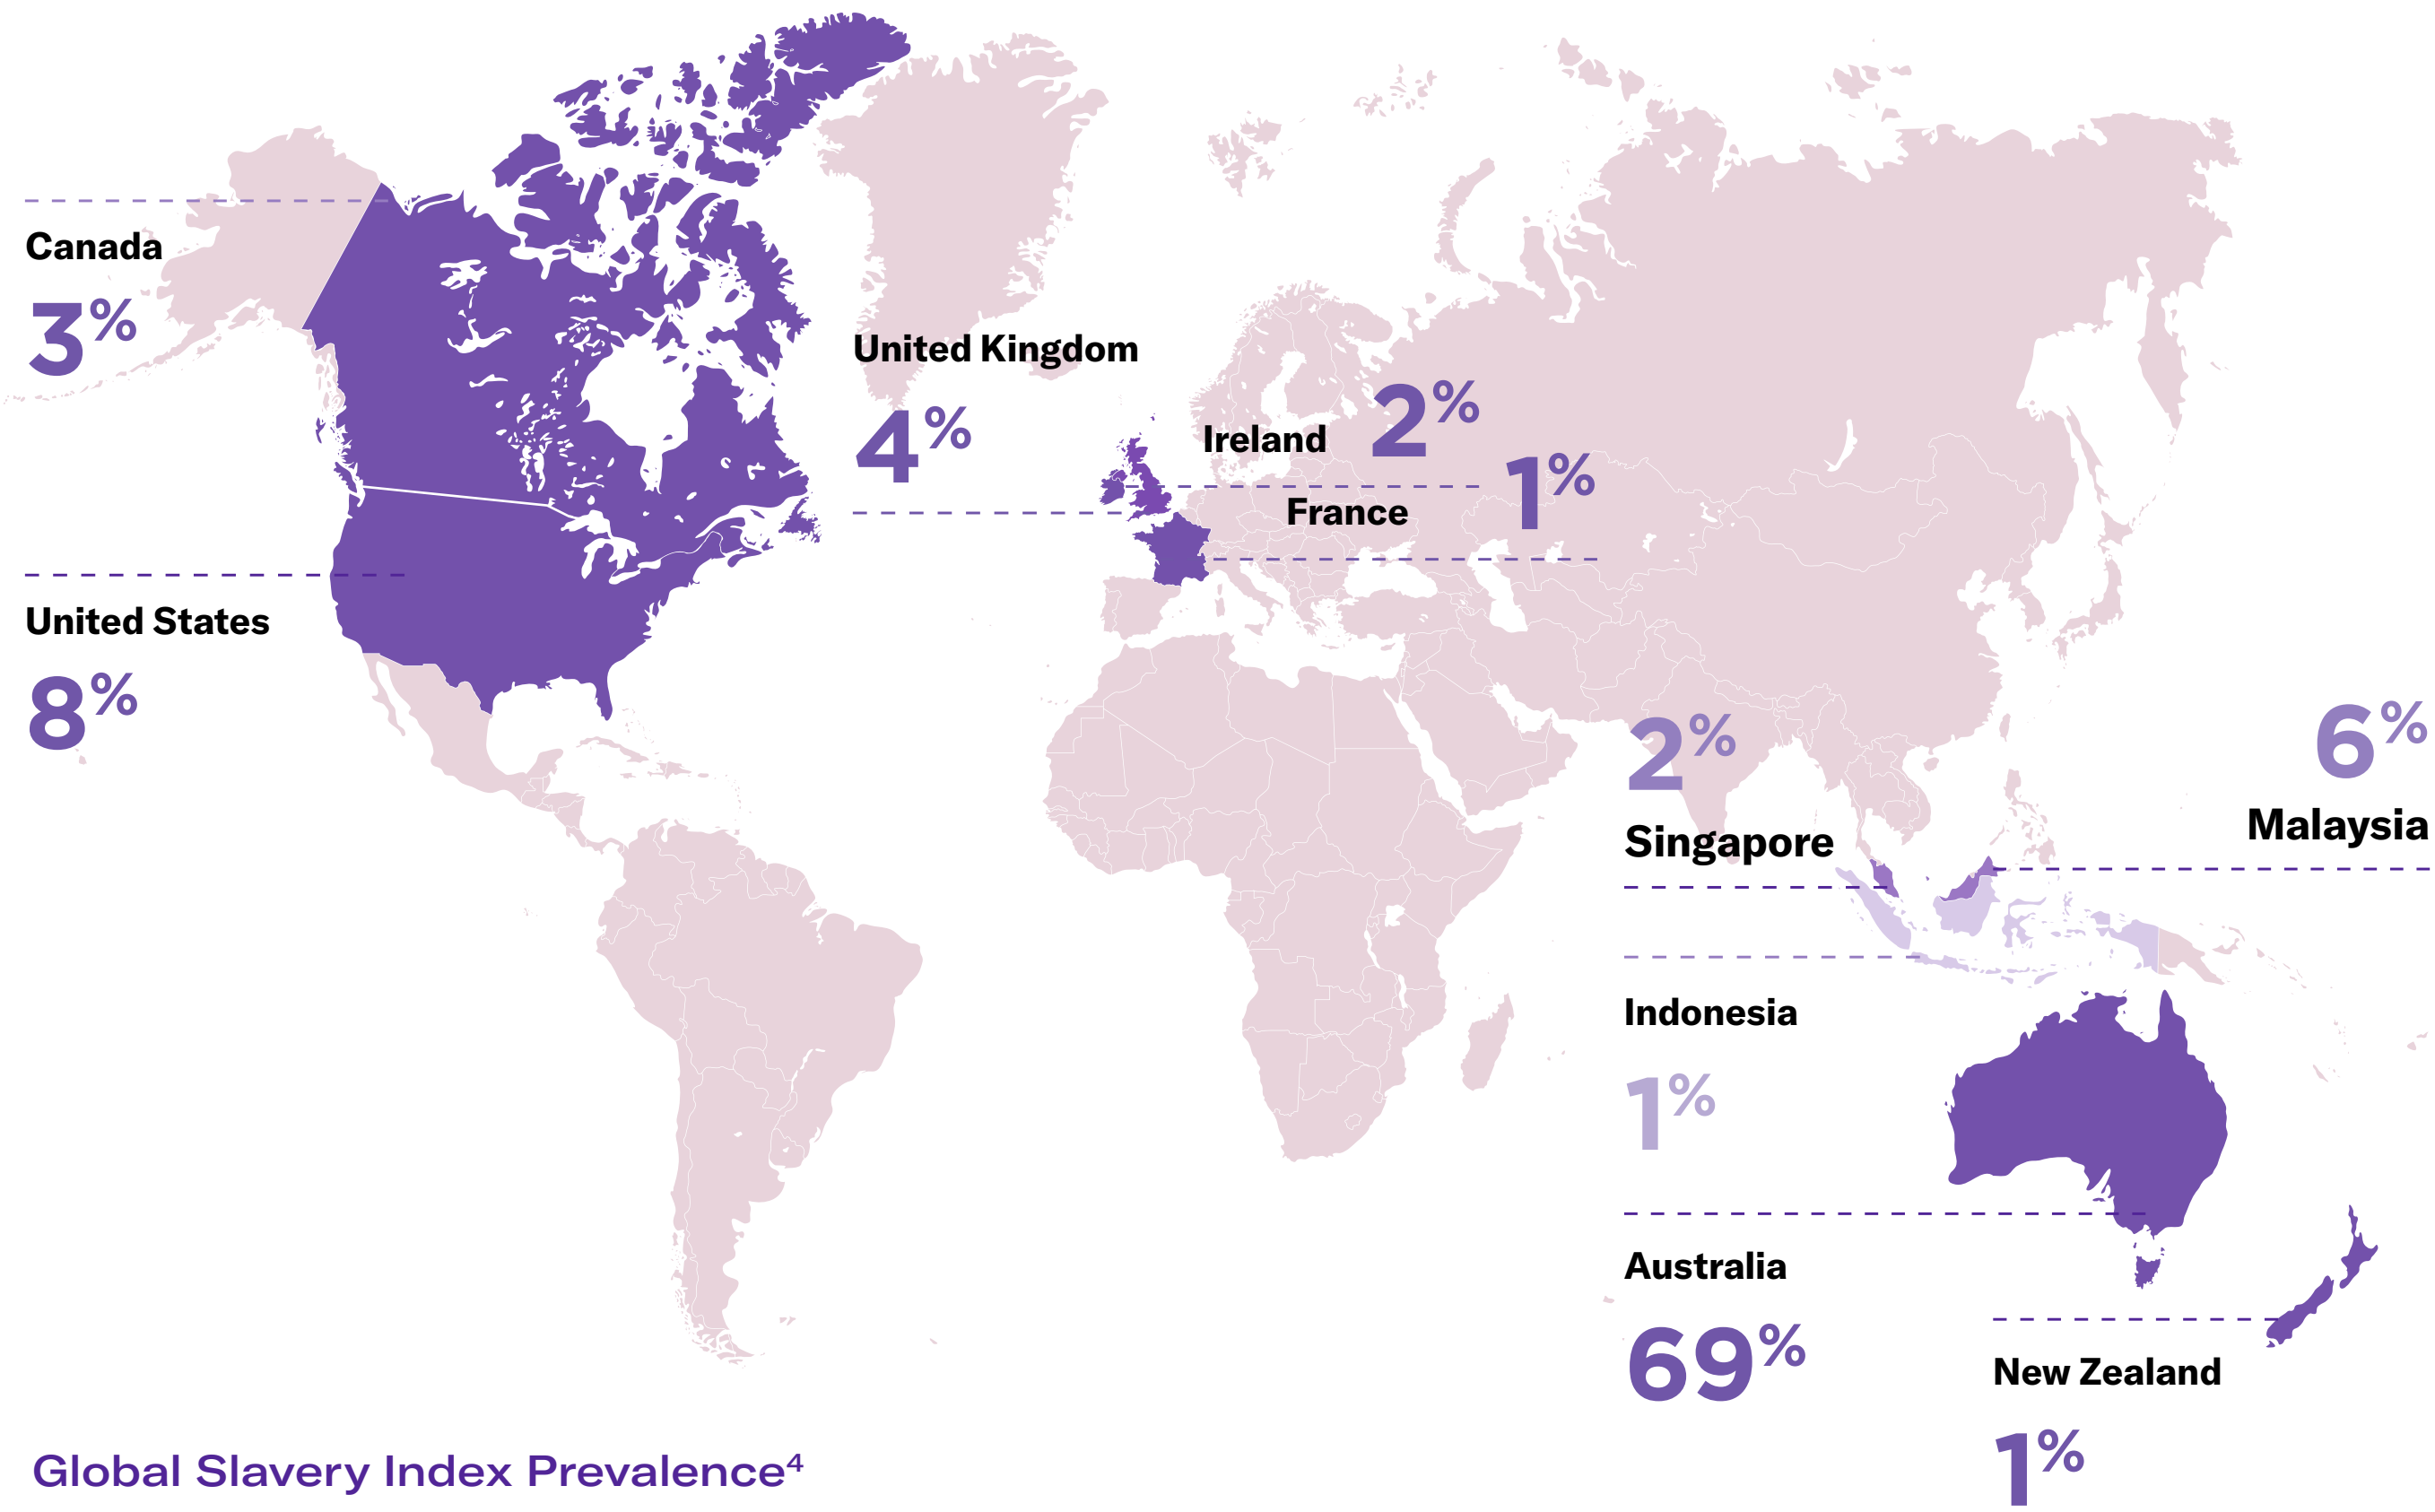 Canada
3%
United States
8%
United Kingdom
4%
Ireland 2%
France 1%
2%
Singapore
6%
Malaysia
Indonesia
1%
Australia
69%
New Zealand
1%
Global Slavery Index Prevalence⁴